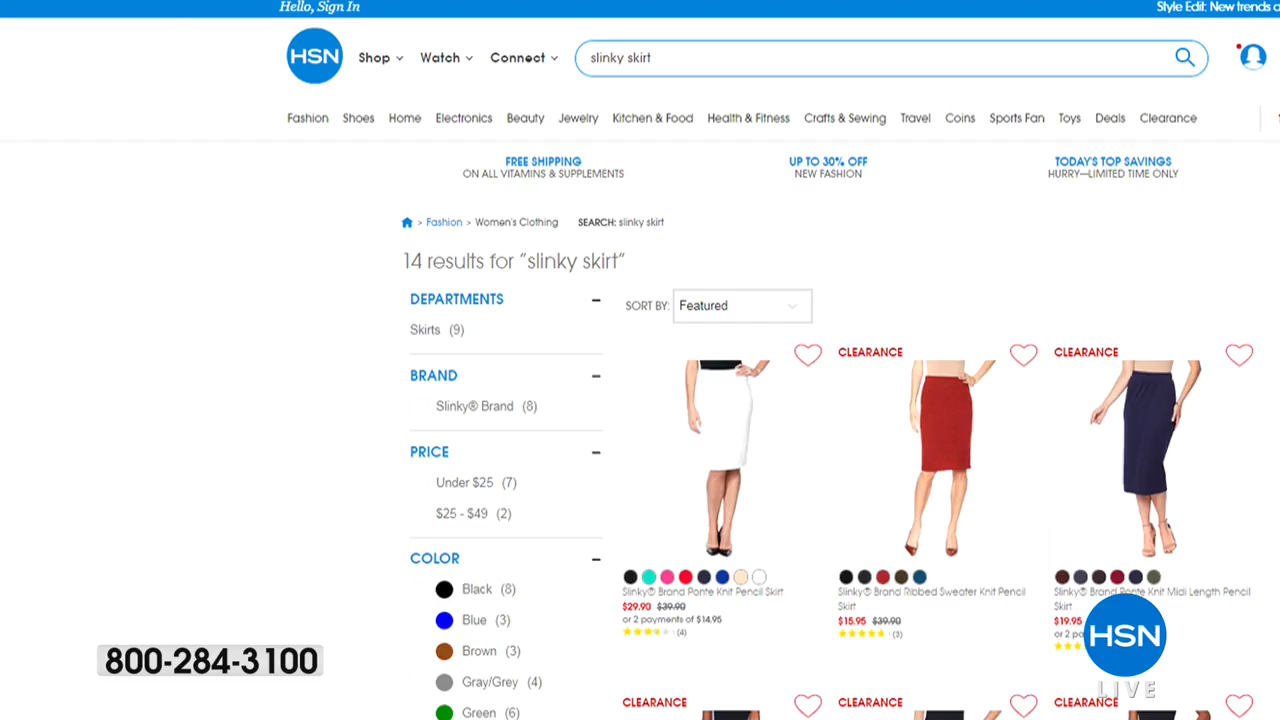 Hello, Sign In
Style Edit: New trends
HSN
Shop
Watch
Connect
slinky skirt
Fashion
Shoes
Home
Electronics
Beauty
Jewelry
Kitchen & Food
Health & Fitness
Crafts & Sewing
Travel
Coins
Sports Fan
Toys
Deals
Clearance
FREE SHIPPING
ON ALL VITAMINS & SUPPLEMENTS
UP TO 30% OFF
NEW FASHION
TODAY'S TOP SAVINGS
HURRY—LIMITED TIME ONLY
> Fashion > Women's Clothing
SEARCH: slinky skirt
14 results for "slinky skirt"
DEPARTMENTS
Skirts (9)
BRAND
Slinky® Brand (8)
PRICE
Under $25 (7)
$25 - $49 (2)
COLOR
Black (8)
Blue (3)
Brown (3)
Gray/Grey (4)
Green (6)
SORT BY: Featured
Slinky® Brand Ponte Knit Pencil Skirt
$29.90 $39.90
or 2 payments of $14.95
(4)
CLEARANCE
Slinky® Brand Ribbed Sweater Knit Pencil
Skirt
$15.95 $39.90
(3)
CLEARANCE
Slinky® Brand Ponte Knit Midi Length Pencil
Skirt
$19.95
or 2
CLEARANCE
CLEARANCE
CLEARANCE
800-284-3100
HSN
LIVE